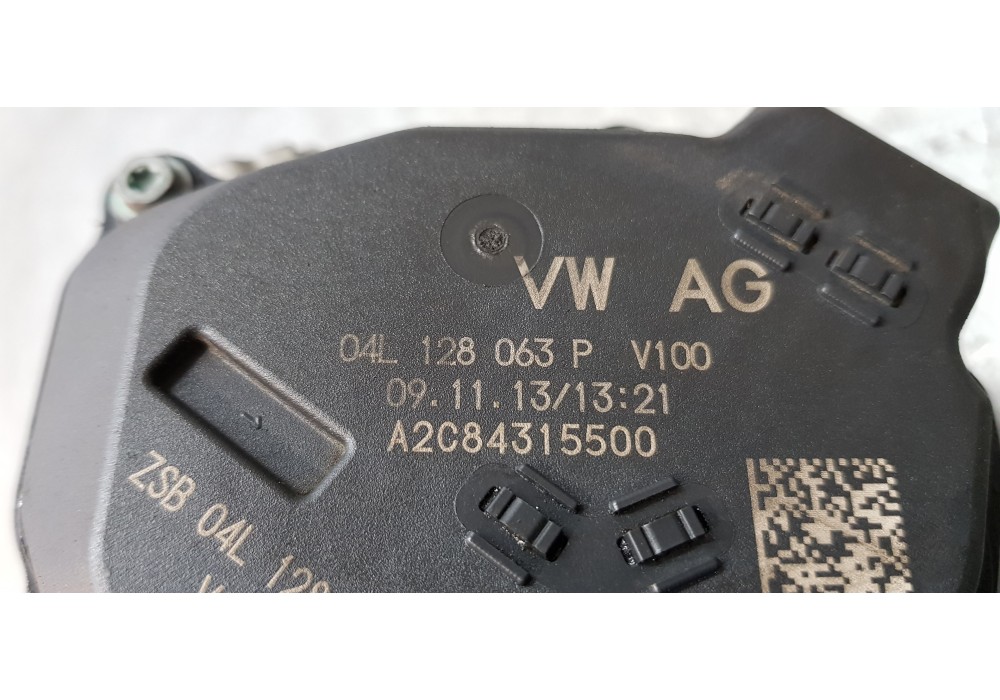 VW AG
04L 128 063 P V100
09.11.13/13:21
A2C84315500
ZSB 04L 128